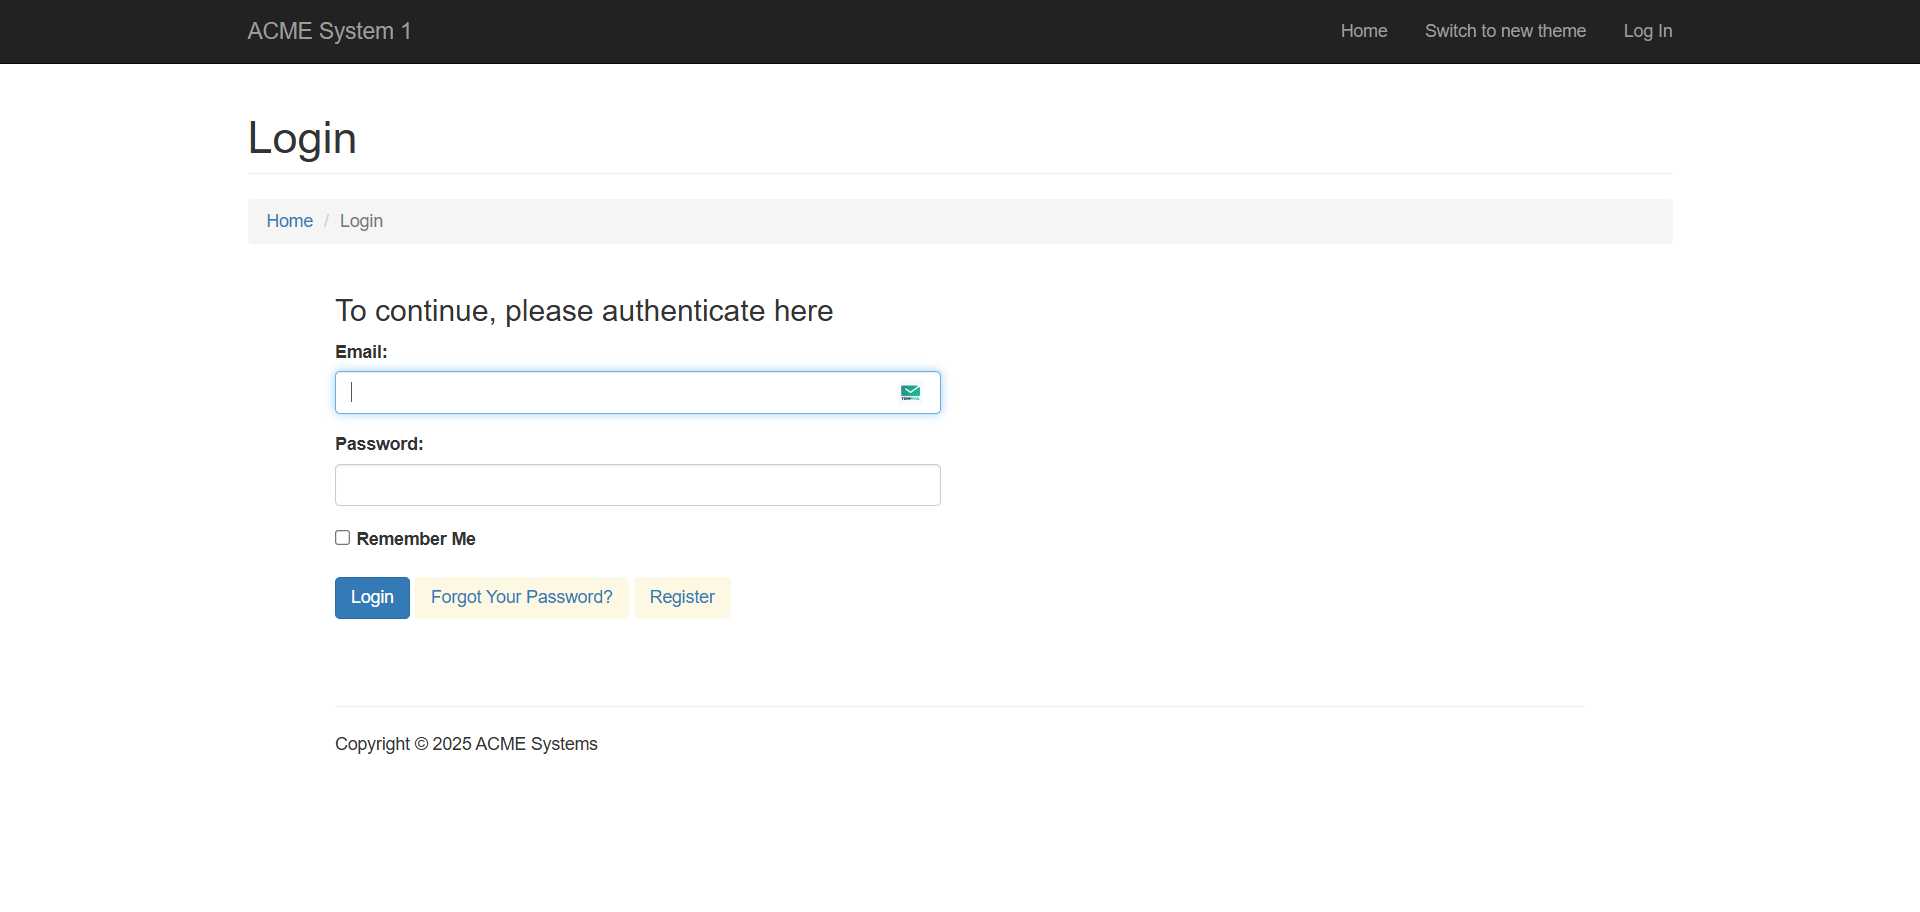 ACME System 1 Home Switch to new theme Log In
Login
Home / Login
To continue, please authenticate here
Email:
Password:
Remember Me
Login Forgot Your Password? Register
Copyright © 2025 ACME Systems